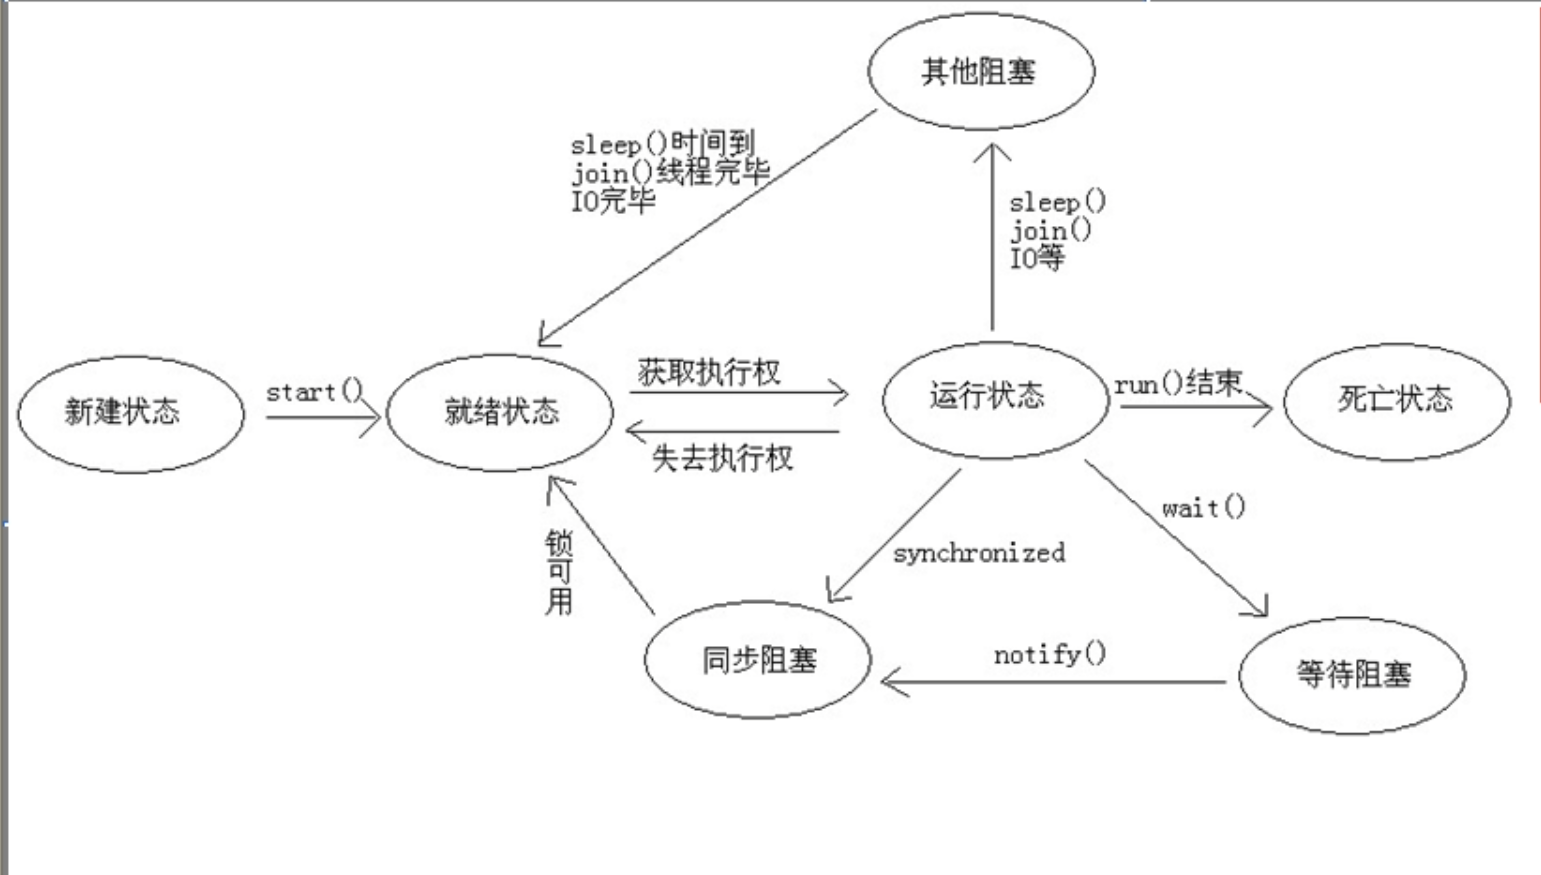 其他阻塞
sleep()时间到
join()线程完毕
IO完毕
sleep()
join()
IO等
新建状态
start()
就绪状态
获取执行权
失去执行权
运行状态
run()结束
死亡状态
锁
可
用
synchronized
wait()
同步阻塞
notify()
等待阻塞